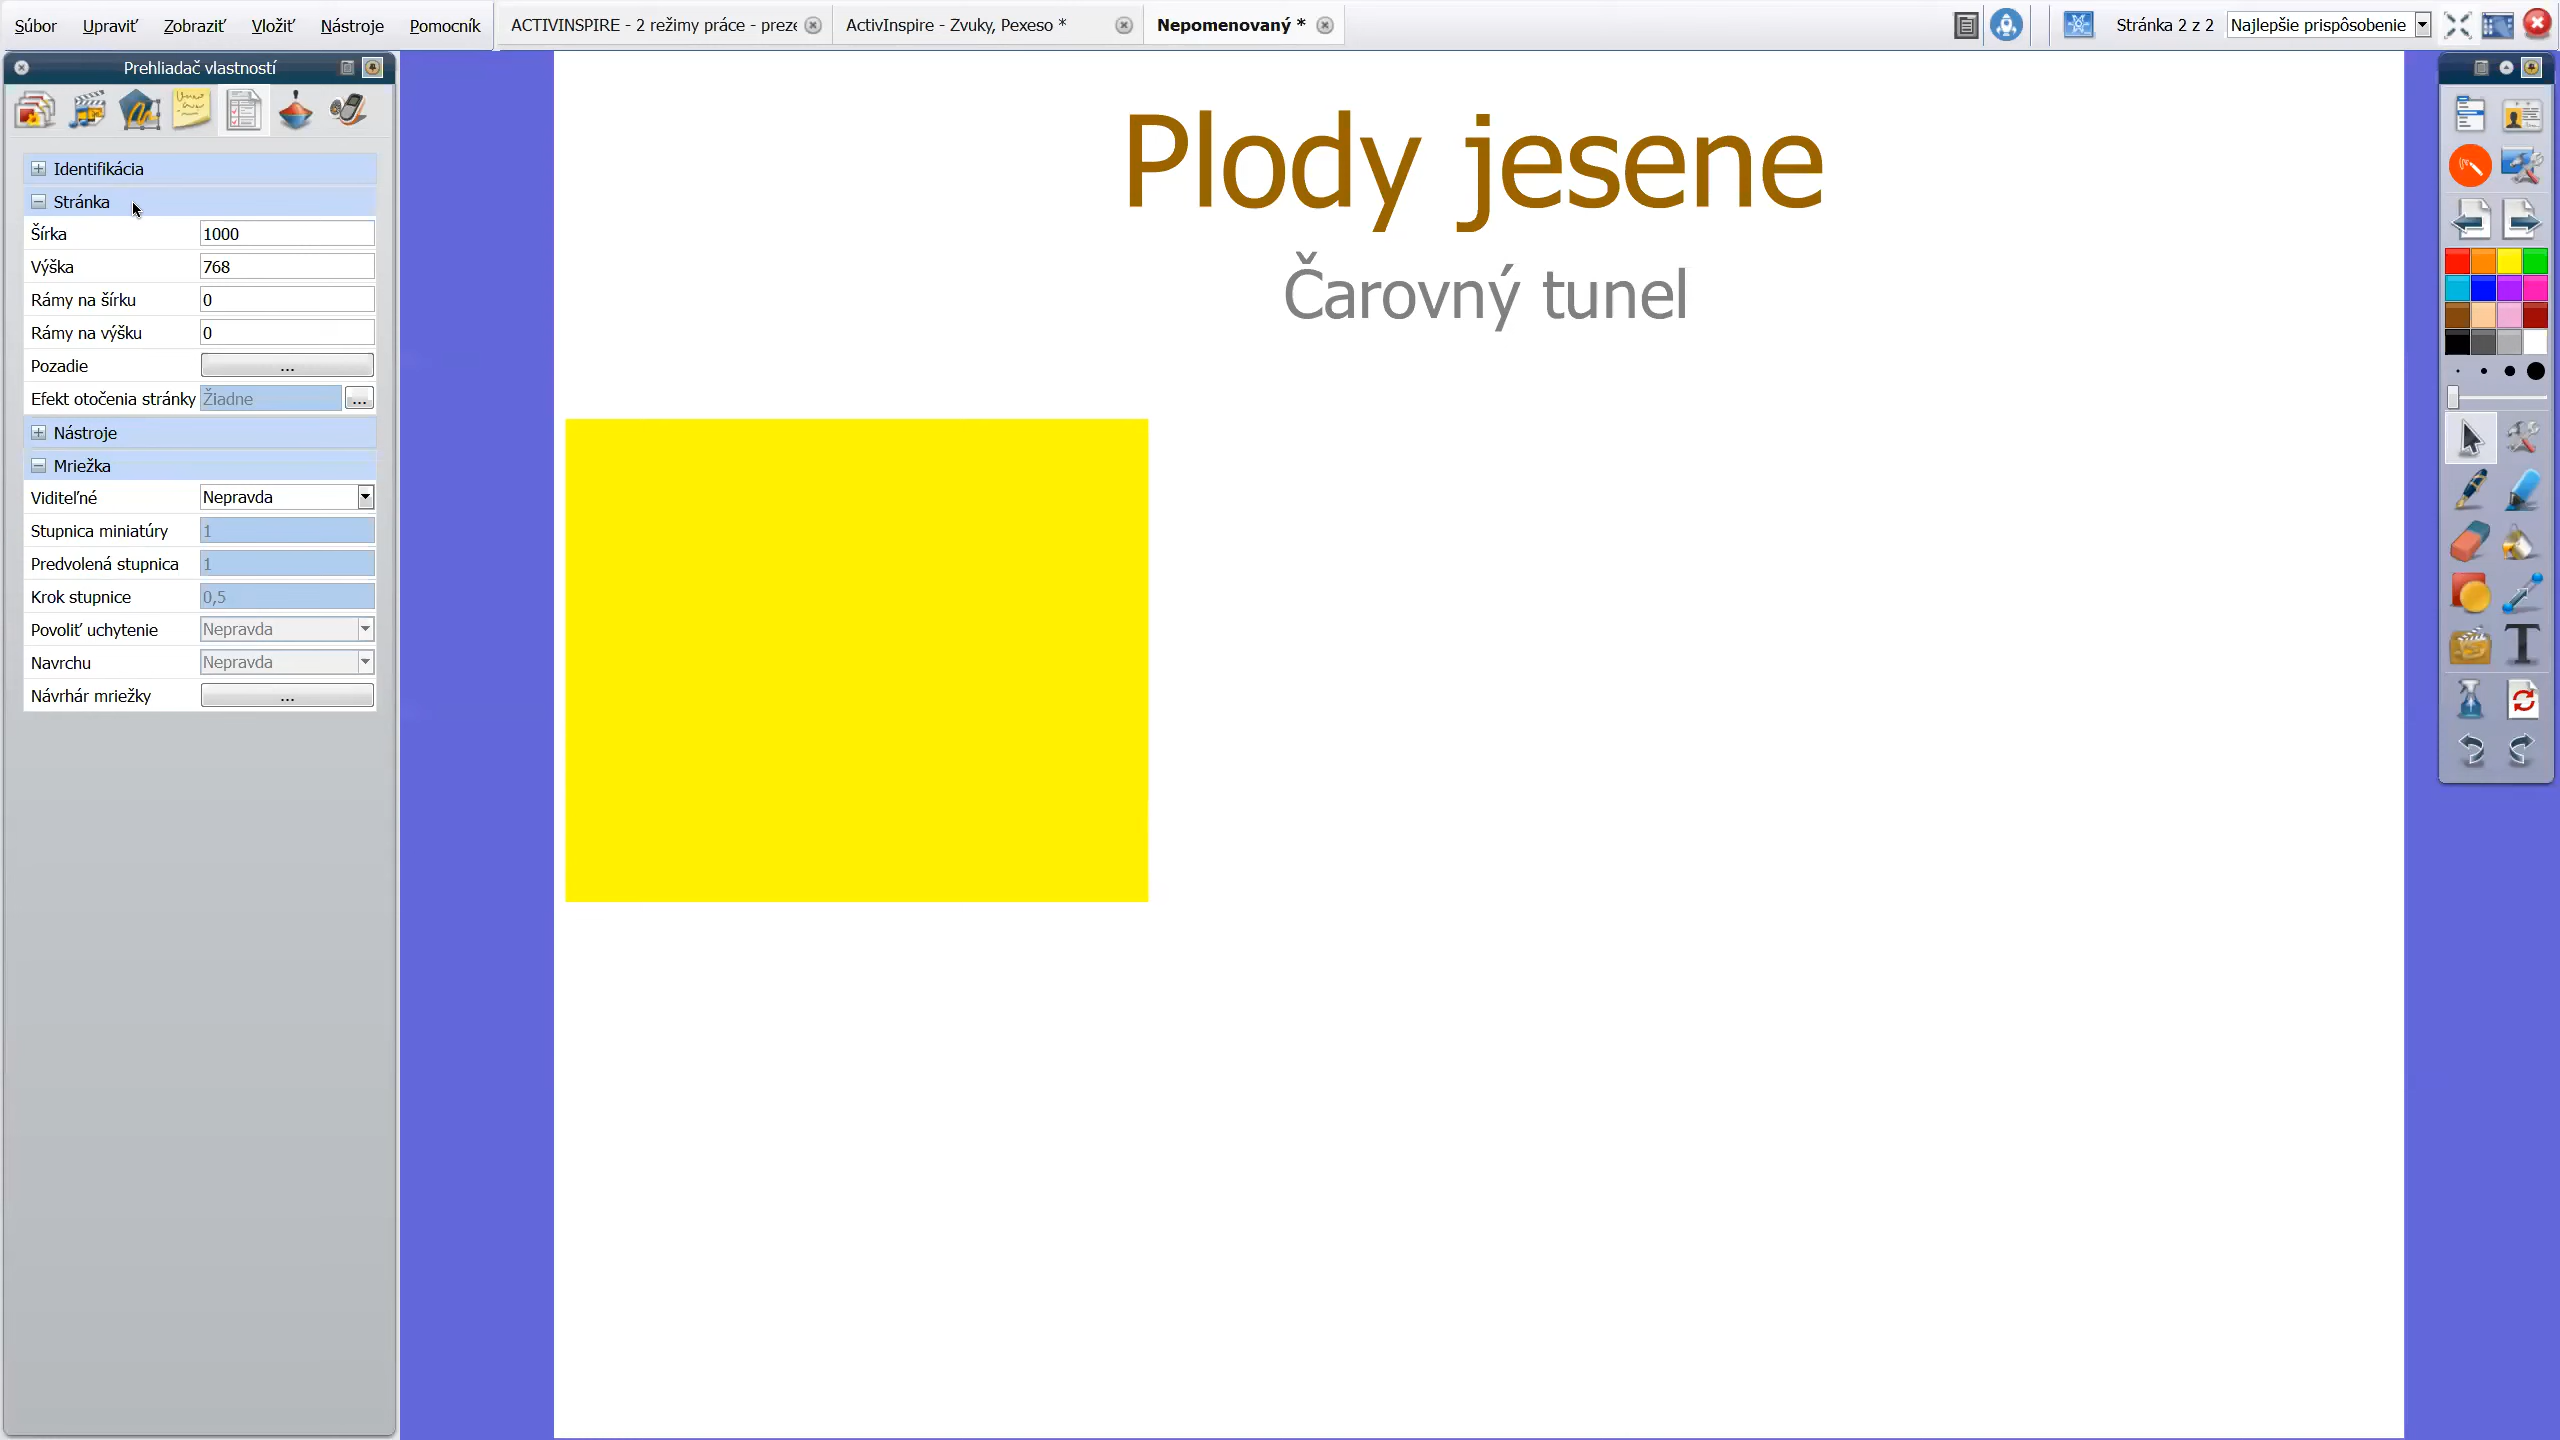 Súbor Upraviť Zobraziť Vložiť Nástroje Pomocník
ACTIVINSPIRE - 2 režimy práce - preze
ActivInspire - Zvuky, Pexeso *
Nepomenovaný *
Stránka 2 z 2
Najlepšie prispôsobenie
Prehliadač vlastností
Identifikácia
Stránka
Šírka 1000
Výška 768
Rámy na šírku 0
Rámy na výšku 0
Pozadie ...
Efekt otočenia stránky Žiadne ...
Nástroje
Mriežka
Viditeľné Nepravda
Stupnica miniatúry 1
Predvolená stupnica 1
Krok stupnice 0,5
Povoliť uchytenie Nepravda
Navrchu Nepravda
Návrhár mriežky ...
Plody jesene
Čarovný tunel